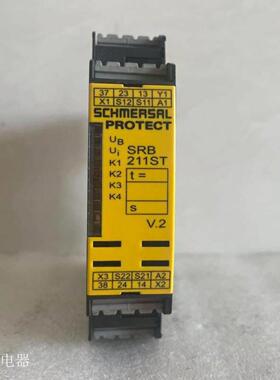 37 23 13 Y1
X1 S12 S11 A1
SCHMERSAL
PROTECT
UB
Ui
K1
K2
K3
K4
SRB
211ST
t =
s
V.2
X3 S22 S21 A2
38 24 14 X2
电器